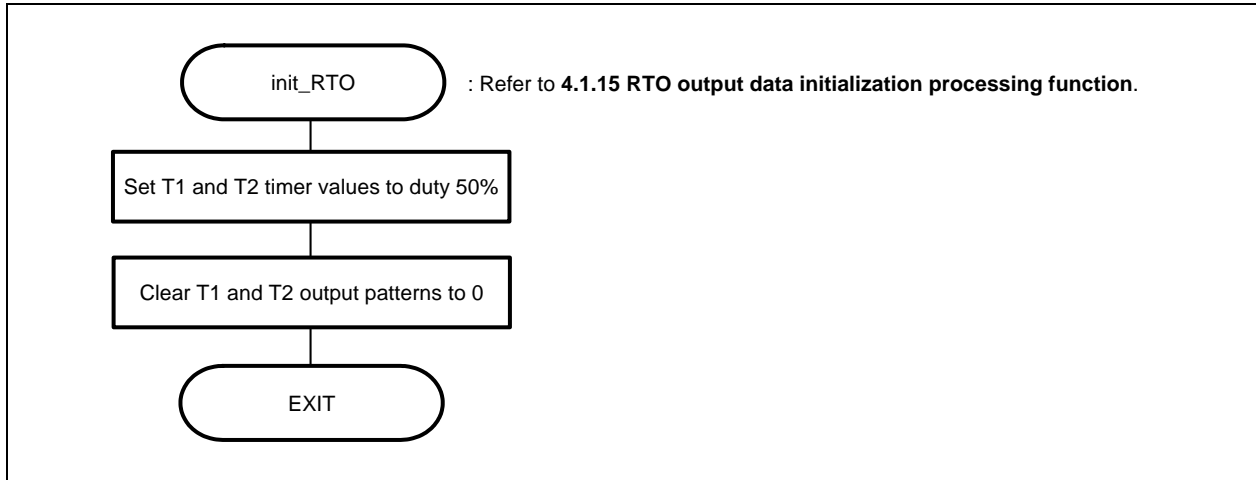 init_RTO : Refer to 4.1.15 RTO output data initialization processing function.
Set T1 and T2 timer values to duty 50%
Clear T1 and T2 output patterns to 0
EXIT